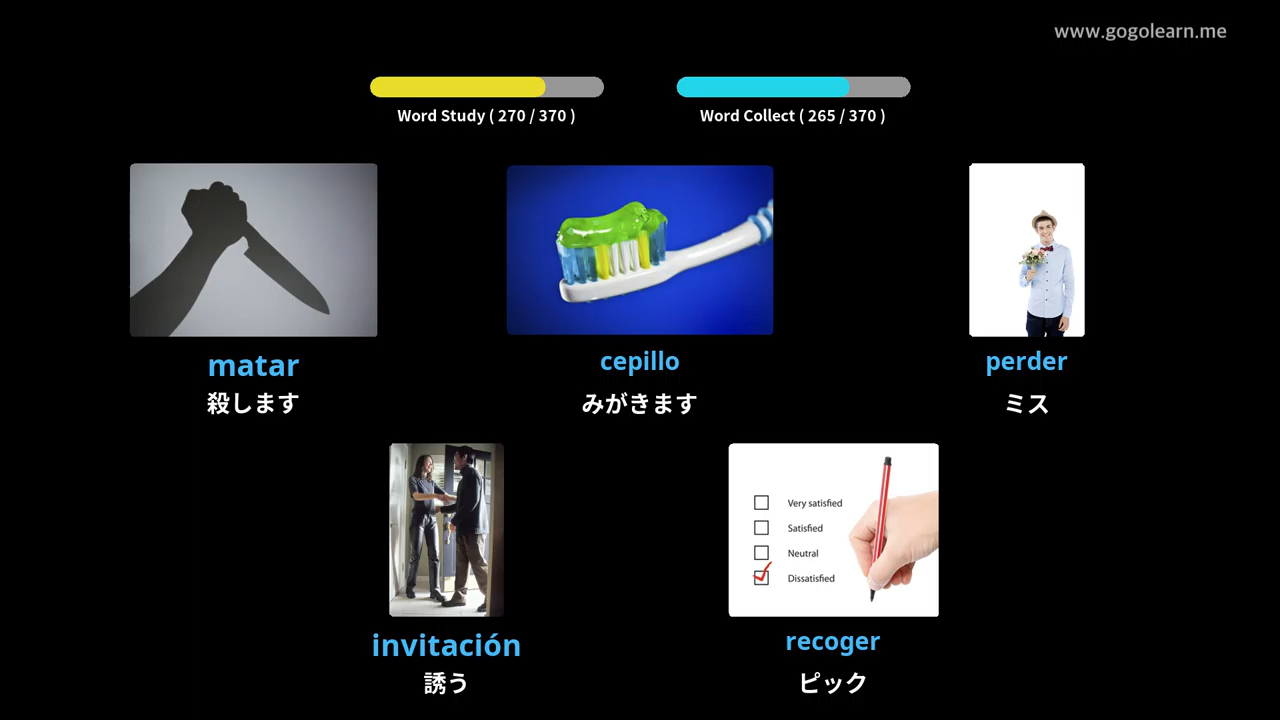 www.gogolearn.me
Word Study ( 270 / 370 )
Word Collect ( 265 / 370 )
matar
殺します
cepillo
みがきます
perder
ミス
Very satisfied
Satisfied
Neutral
Dissatisfied
invitación
誘う
recoger
ピック